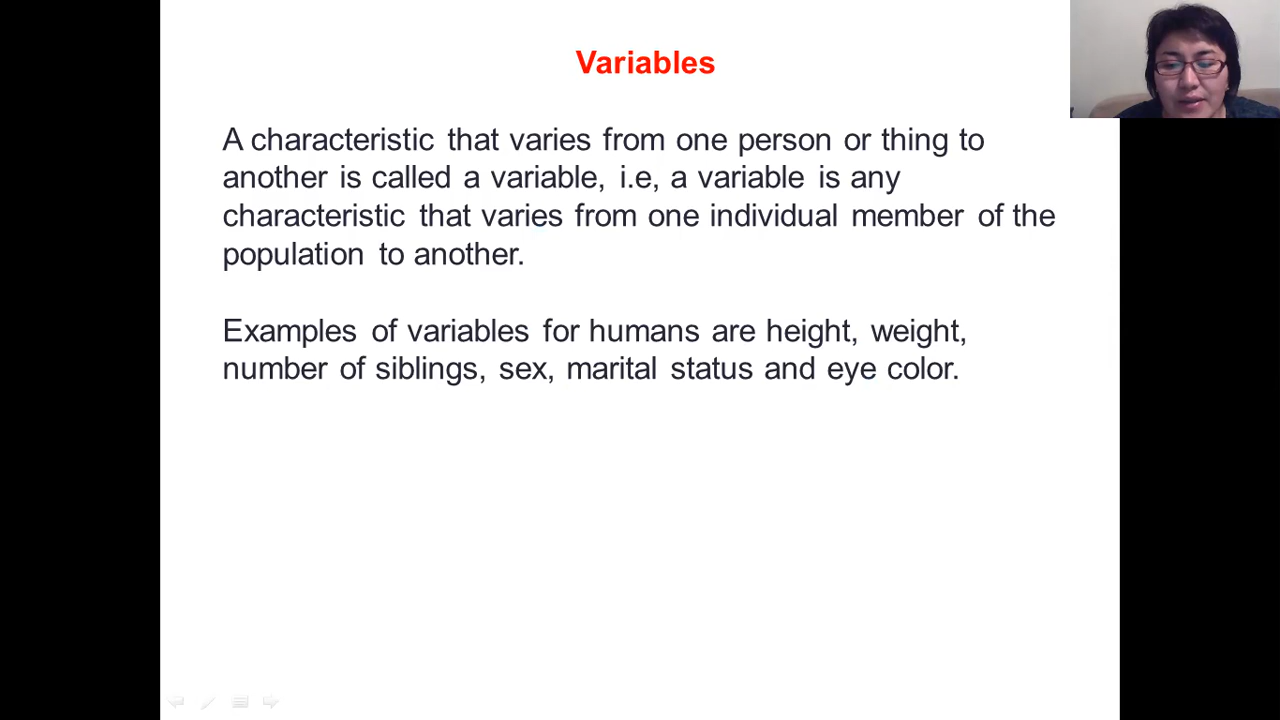 Variables
A characteristic that varies from one person or thing to
another is called a variable, i.e, a variable is any
characteristic that varies from one individual member of the
population to another.
Examples of variables for humans are height, weight,
number of siblings, sex, marital status and eye color.